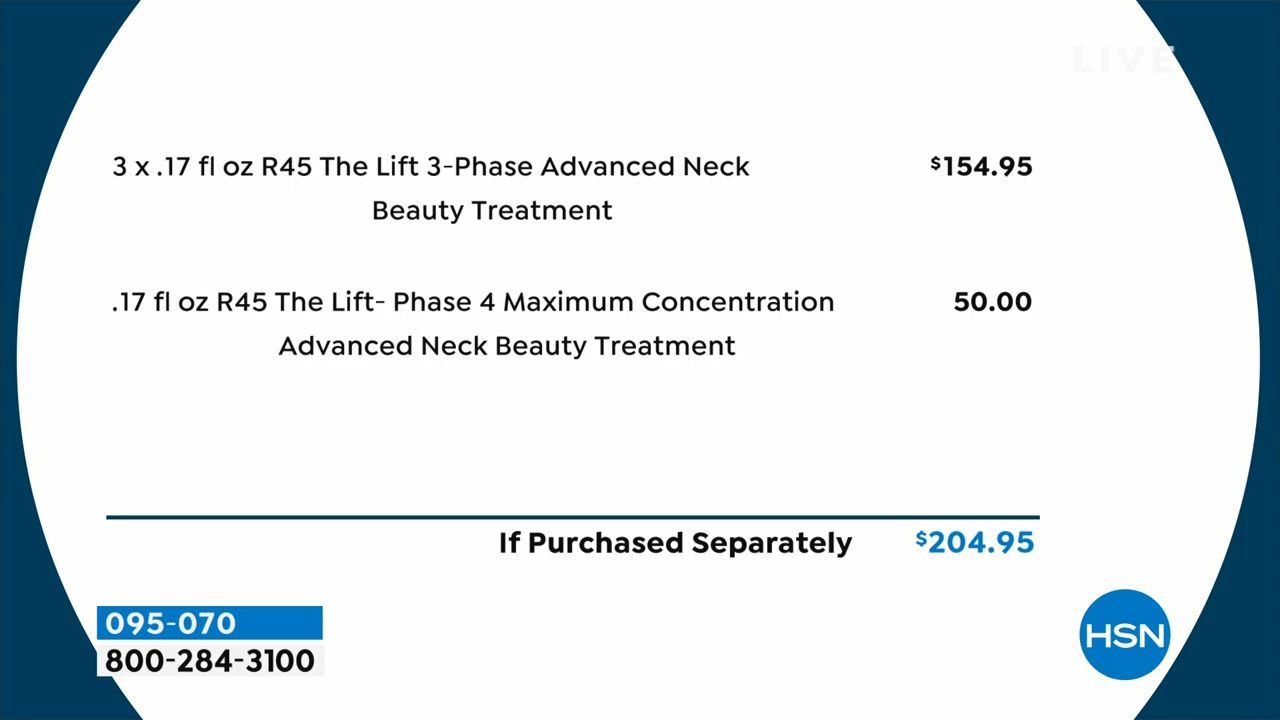 LIVE
3 x .17 fl oz R45 The Lift 3-Phase Advanced Neck $154.95
Beauty Treatment
.17 fl oz R45 The Lift- Phase 4 Maximum Concentration 50.00
Advanced Neck Beauty Treatment
If Purchased Separately $204.95
095-070
800-284-3100
HSN